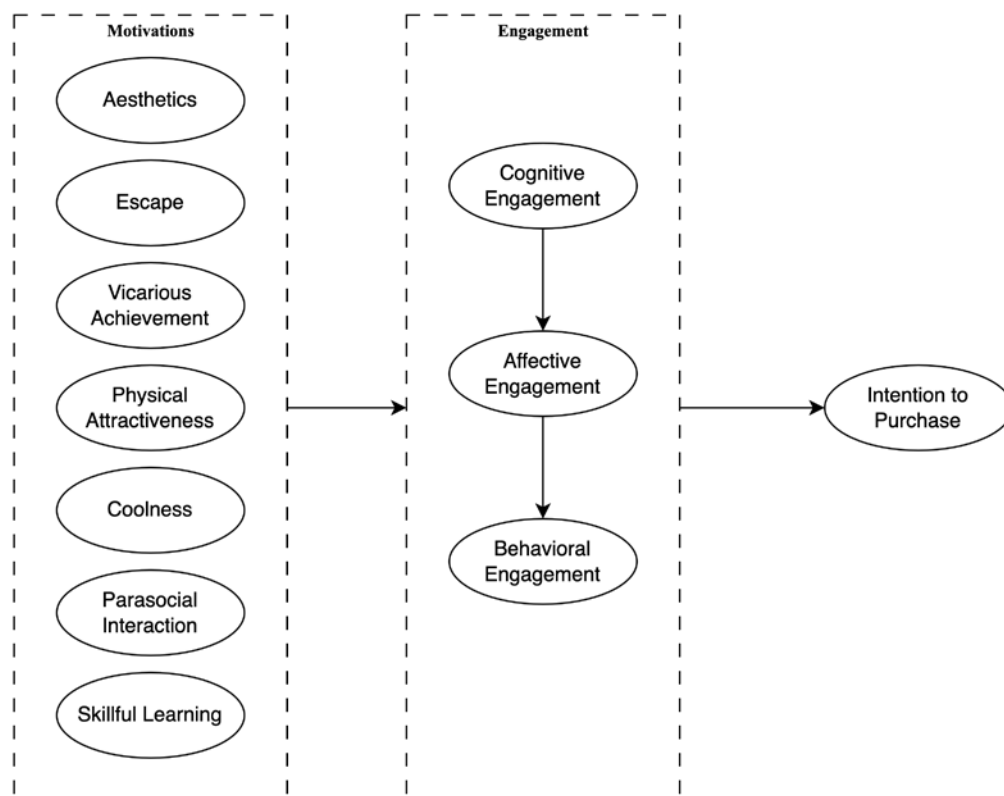 Motivations
Aesthetics
Escape
Vicarious
Achievement
Physical
Attractiveness
Coolness
Parasocial
Interaction
Skillful Learning
Engagement
Cognitive
Engagement
Affective
Engagement
Behavioral
Engagement
Intention to
Purchase